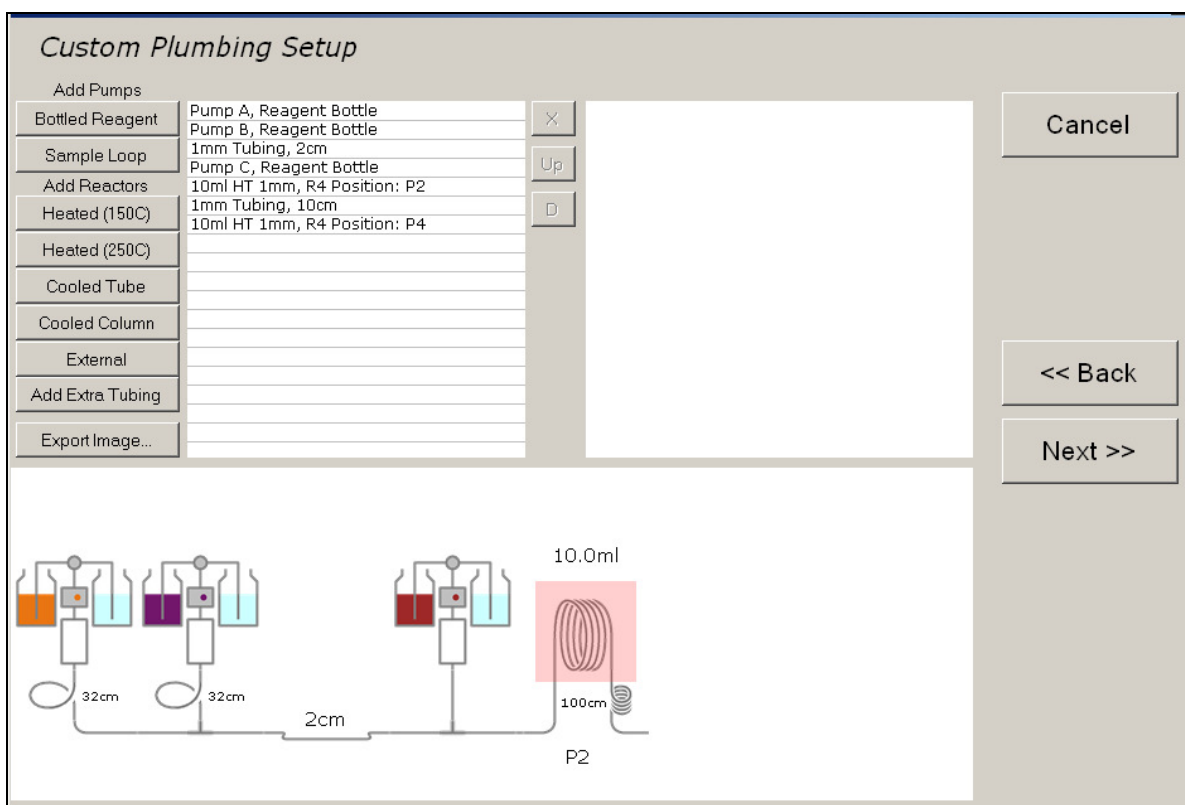 Custom Plumbing Setup
Add Pumps
Bottled Reagent
Sample Loop
Add Reactors
Heated (150C)
Heated (250C)
Cooled Tube
Cooled Column
External
Add Extra Tubing
Export Image...
Pump A, Reagent Bottle
Pump B, Reagent Bottle
1mm Tubing, 2cm
Pump C, Reagent Bottle
10ml HT 1mm, R4 Position: P2
1mm Tubing, 10cm
10ml HT 1mm, R4 Position: P4
X
Up
D
Cancel
<< Back
Next >>
10.0ml
32cm
32cm
2cm
100cm
P2